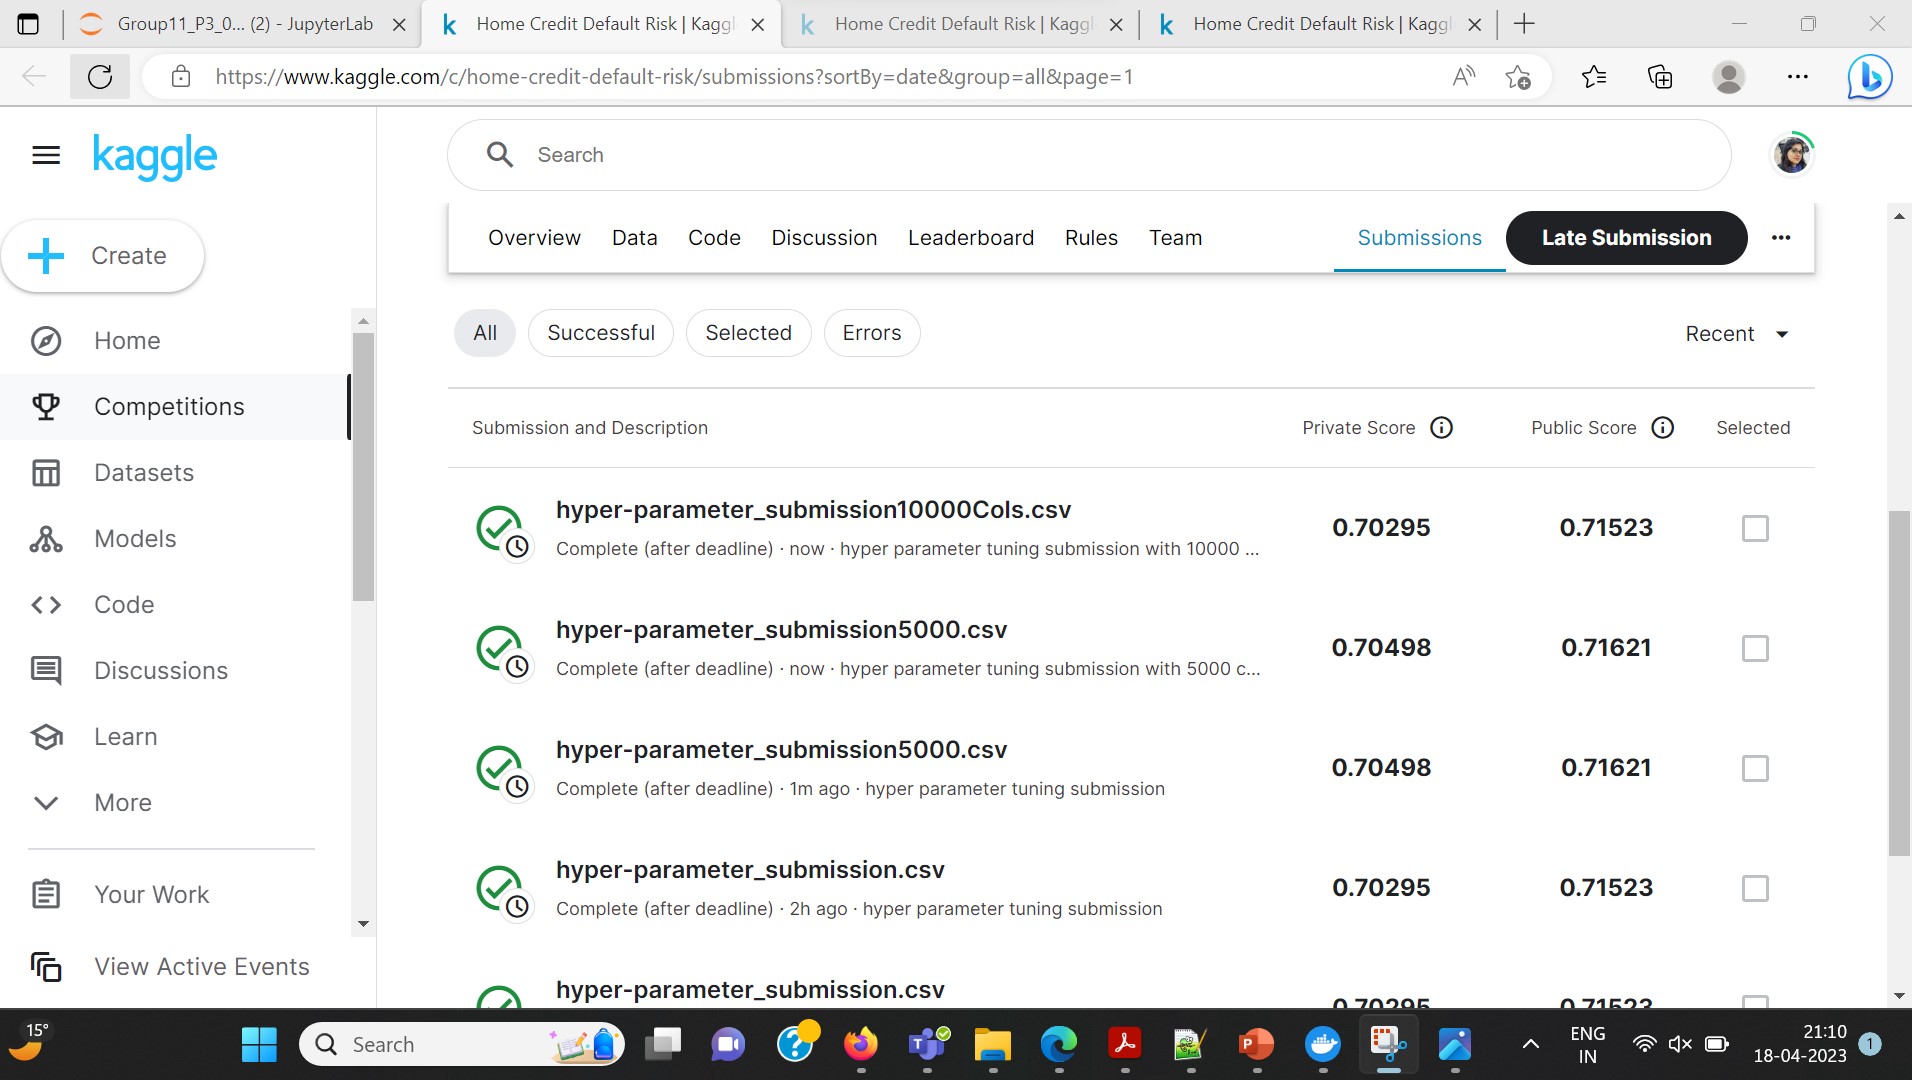 Group11_P3_0... (2) - JupyterLab
Home Credit Default Risk | Kaggl
Home Credit Default Risk | Kaggl
Home Credit Default Risk | Kaggl
https://www.kaggle.com/c/home-credit-default-risk/submissions?sortBy=date&group=all&page=1
kaggle
Search
Create
Overview Data Code Discussion Leaderboard Rules Team Submissions Late Submission
Home
Competitions
Datasets
Models
Code
Discussions
Learn
More
Your Work
View Active Events
All Successful Selected Errors Recent
Submission and Description Private Score Public Score Selected
hyper-parameter_submission10000Cols.csv
Complete (after deadline) · now · hyper parameter tuning submission with 10000 ...
0.70295 0.71523
hyper-parameter_submission5000.csv
Complete (after deadline) · now · hyper parameter tuning submission with 5000 c...
0.70498 0.71621
hyper-parameter_submission5000.csv
Complete (after deadline) · 1m ago · hyper parameter tuning submission
0.70498 0.71621
hyper-parameter_submission.csv
Complete (after deadline) · 2h ago · hyper parameter tuning submission
0.70295 0.71523
hyper-parameter_submission.csv
0.70295 0.71523
15°
Search
ENG
IN
21:10
18-04-2023
1